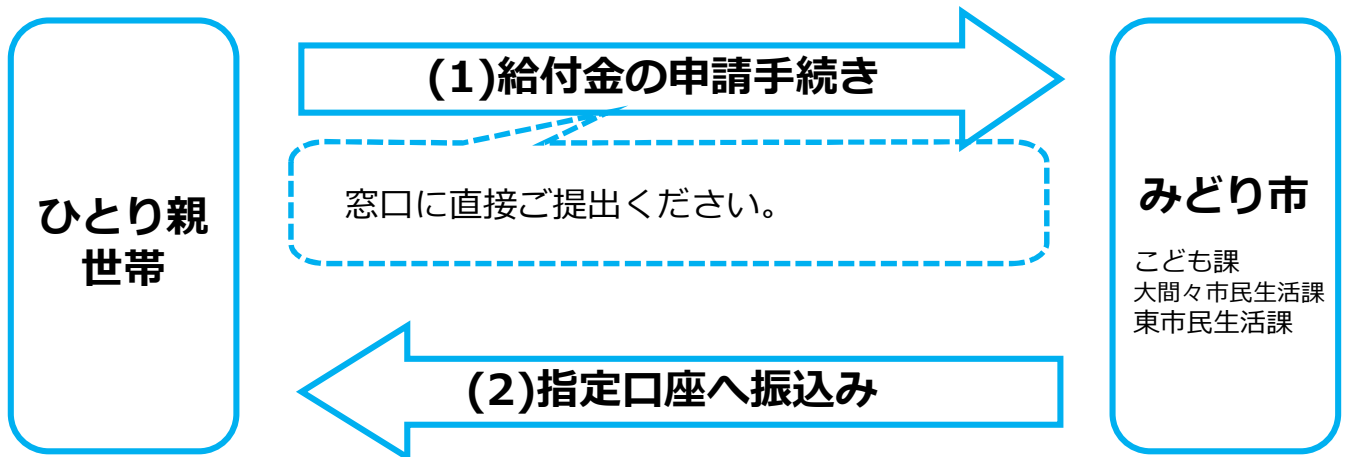 (1)給付金の申請手続き
ひとり親
世帯
窓口に直接ご提出ください。
みどり市
こども課
大間々市民生活課
東市民生活課
(2)指定口座へ振込み